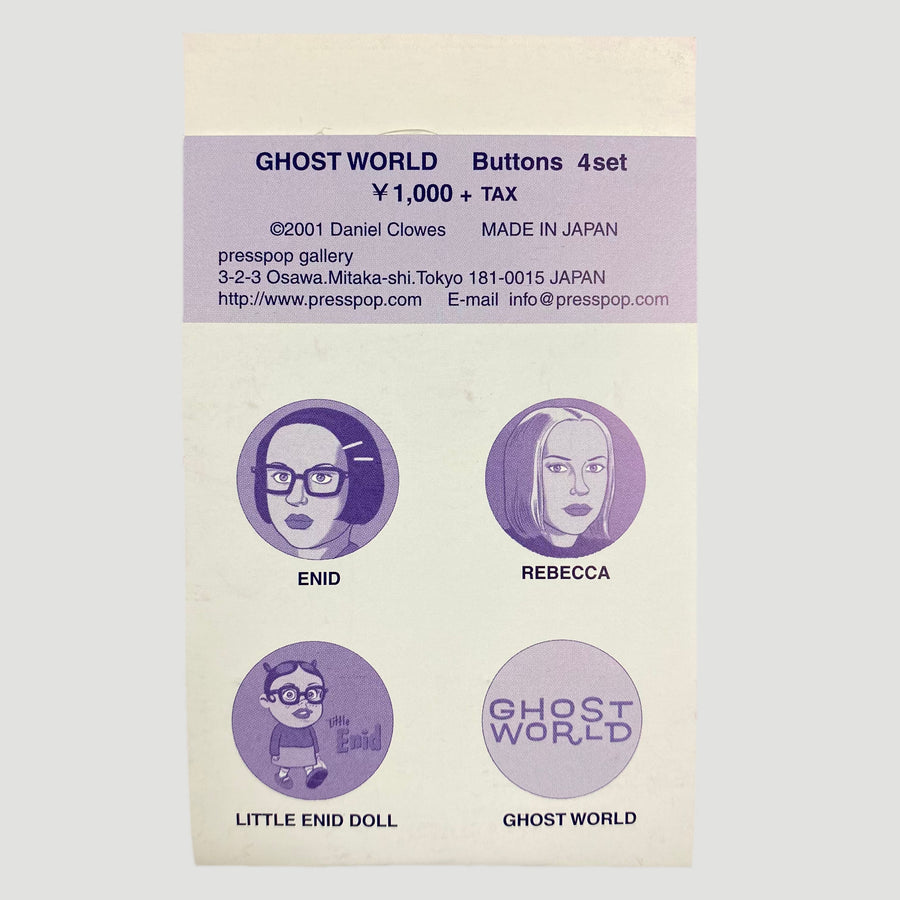 GHOST WORLD Buttons 4set
¥1,000 + TAX
©2001 Daniel Clowes MADE IN JAPAN
presspop gallery
3-2-3 Osawa.Mitaka-shi.Tokyo 181-0015 JAPAN
http://www.presspop.com E-mail info@presspop.com
ENID
REBECCA
Little
Enid
GHOST
WORLD
LITTLE ENID DOLL
GHOST WORLD